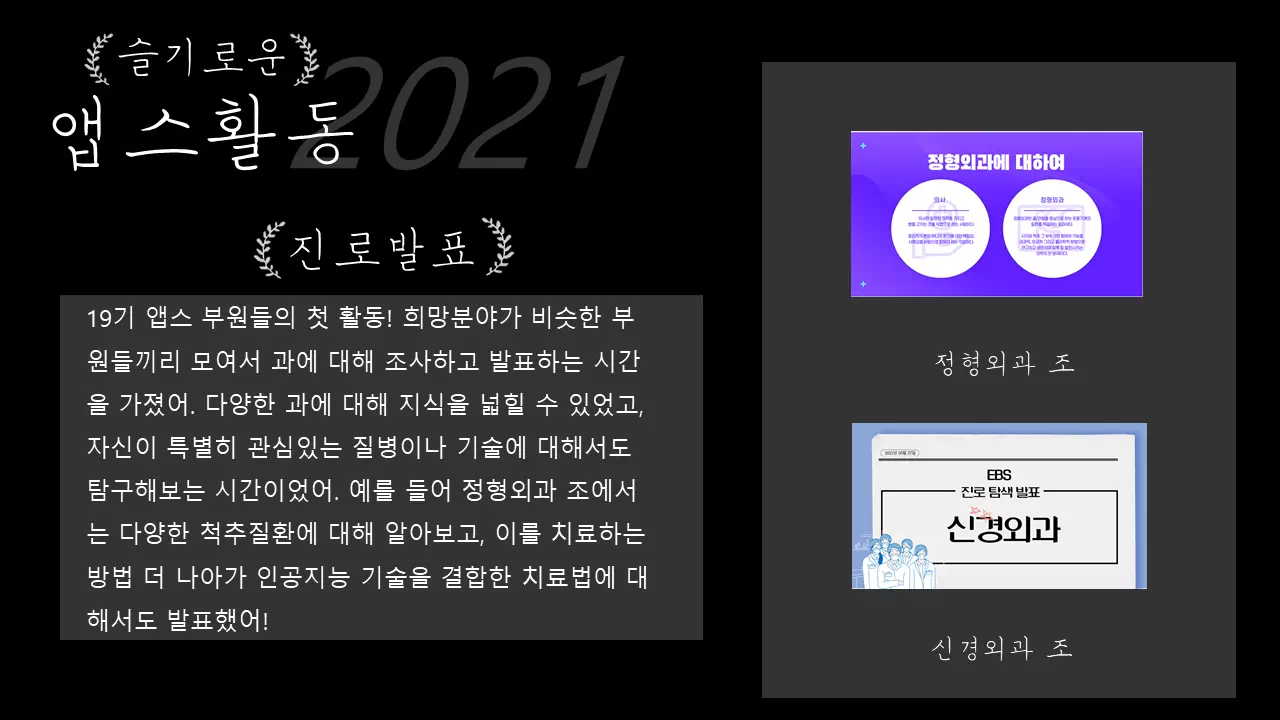 슬기로운
2021
앱스활동
진로발표
19기 앱스 부원들의 첫 활동! 희망분야가 비슷한 부
원들끼리 모여서 과에 대해 조사하고 발표하는 시간
을 가졌어. 다양한 과에 대해 지식을 넓힐 수 있었고,
자신이 특별히 관심있는 질병이나 기술에 대해서도
탐구해보는 시간이었어. 예를 들어 정형외과 조에서
는 다양한 척추질환에 대해 알아보고, 이를 치료하는
방법 더 나아가 인공지능 기술을 결합한 치료법에 대
해서도 발표했어!
정형외과에 대하여
의사
정형외과
정형외과 조
EBS
진로 탐색 발표
신경외과
신경외과 조